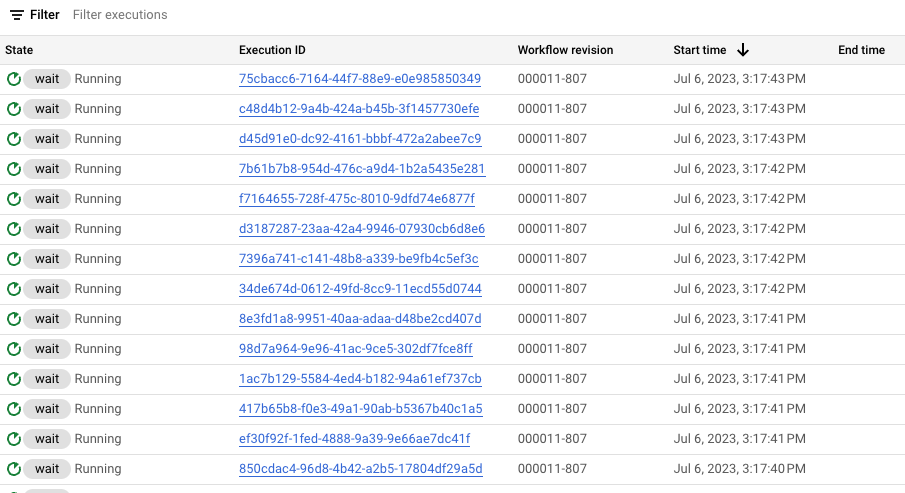 Filter Filter executions
State Execution ID Workflow revision Start time End time
wait Running 75cbacc6-7164-44f7-88e9-e0e985850349 000011-807 Jul 6, 2023, 3:17:43 PM
wait Running c48d4b12-9a4b-424a-b45b-3f1457730efe 000011-807 Jul 6, 2023, 3:17:43 PM
wait Running d45d91e0-dc92-4161-bbbf-472a2abee7c9 000011-807 Jul 6, 2023, 3:17:43 PM
wait Running 7b61b7b8-954d-476c-a9d4-1b2a5435e281 000011-807 Jul 6, 2023, 3:17:42 PM
wait Running f7164655-728f-475c-8010-9dfd74e6877f 000011-807 Jul 6, 2023, 3:17:42 PM
wait Running d3187287-23aa-42a4-9946-07930cb6d8e6 000011-807 Jul 6, 2023, 3:17:42 PM
wait Running 7396a741-c141-48b8-a339-be9fb4c5ef3c 000011-807 Jul 6, 2023, 3:17:42 PM
wait Running 34de674d-0612-49fd-8cc9-11ecd55d0744 000011-807 Jul 6, 2023, 3:17:42 PM
wait Running 8e3fd1a8-9951-40aa-adaa-d48be2cd407d 000011-807 Jul 6, 2023, 3:17:41 PM
wait Running 98d7a964-9e96-41ac-9ce5-302df7fce8ff 000011-807 Jul 6, 2023, 3:17:41 PM
wait Running 1ac7b129-5584-4ed4-b182-94a61ef737cb 000011-807 Jul 6, 2023, 3:17:41 PM
wait Running 417b65b8-f0e3-49a1-90ab-b5367b40c1a5 000011-807 Jul 6, 2023, 3:17:41 PM
wait Running ef30f92f-1fed-4888-9a39-9e66ae7dc41f 000011-807 Jul 6, 2023, 3:17:41 PM
wait Running 850cdac4-96d8-4b42-a2b5-17804df29a5d 000011-807 Jul 6, 2023, 3:17:40 PM